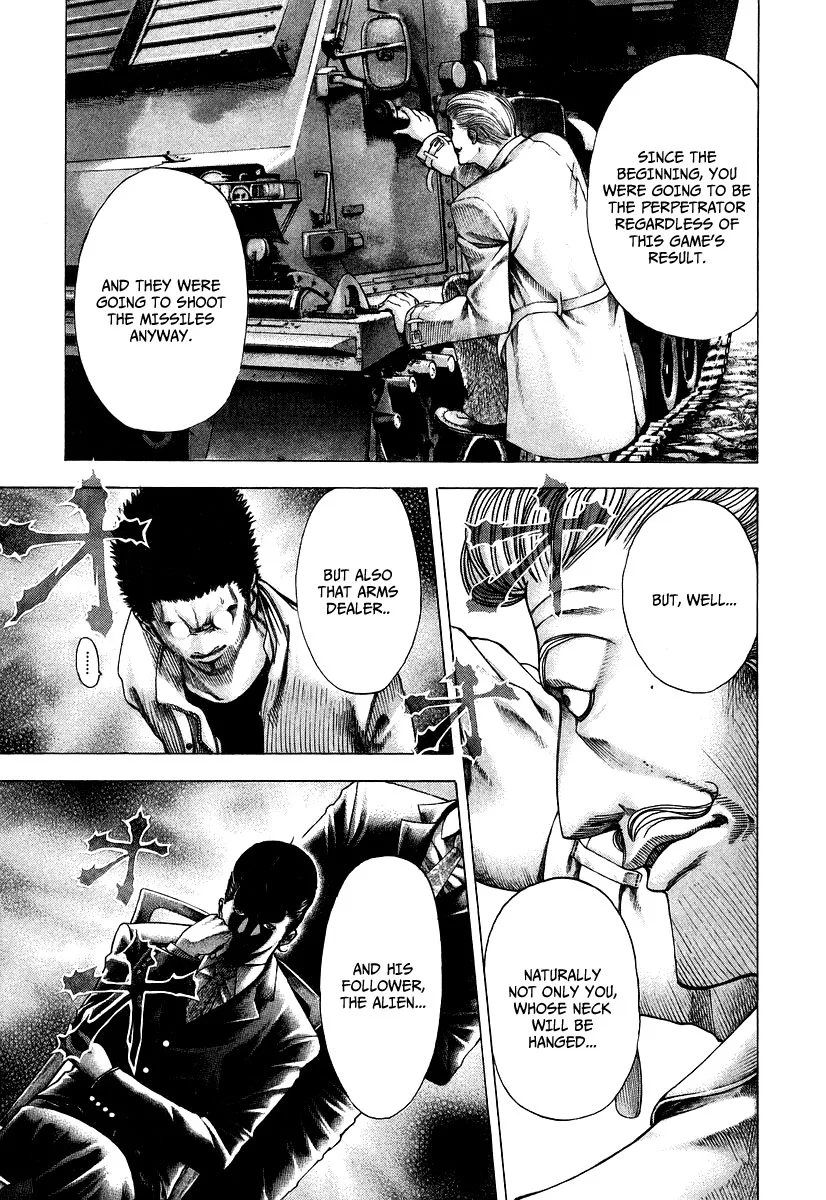 SINCE THE
BEGINNING, YOU
WERE GOING TO BE
THE PERPETRATOR
REGARDLESS OF
THIS GAME'S
RESULT.
AND THEY WERE
GOING TO SHOOT
THE MISSILES
ANYWAY.
BUT, WELL...
NATURALLY
NOT ONLY YOU,
WHOSE NECK
WILL BE
HANGED...
BUT ALSO
THAT ARMS
DEALER..
......
AND HIS
FOLLOWER,
THE ALIEN...